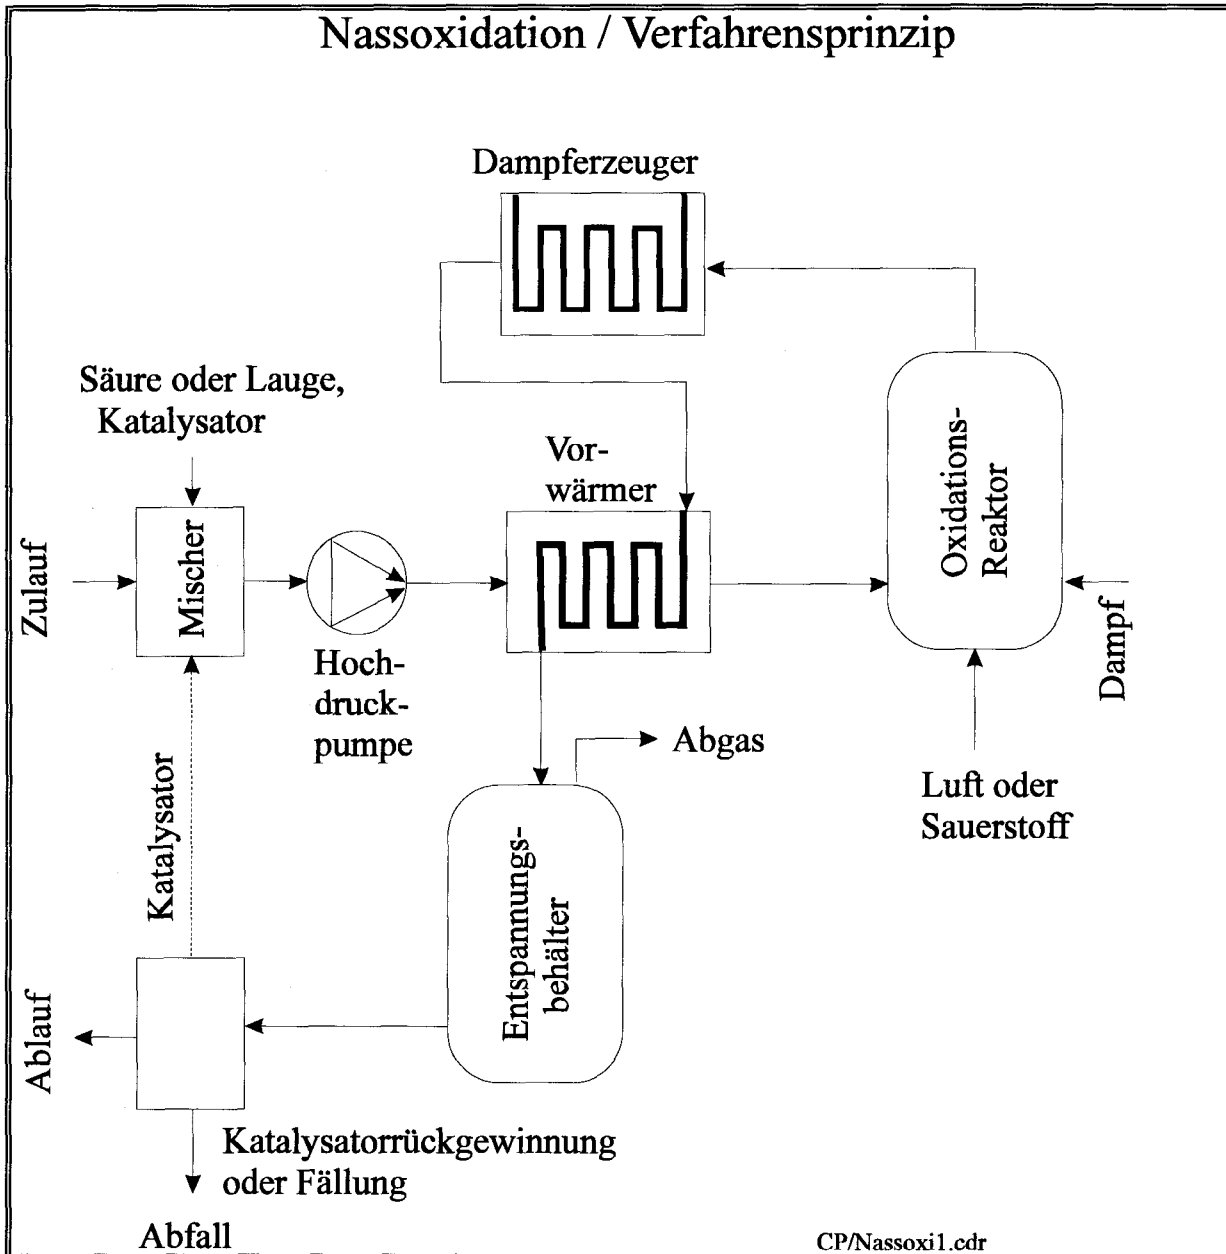 Nassoxidation / Verfahrensprinzip
Dampferzeuger
Säure oder Lauge,
Katalysator
Vor-
wärmer
Oxidations-
Reaktor
Zulauf
Mischer
Hoch-
druck-
pumpe
Dampf
Abgas
Luft oder
Sauerstoff
Katalysator
Entspannungs-
behälter
Ablauf
Katalysatorrückgewinnung
oder Fällung
Abfall
CP/Nassoxi1.cdr